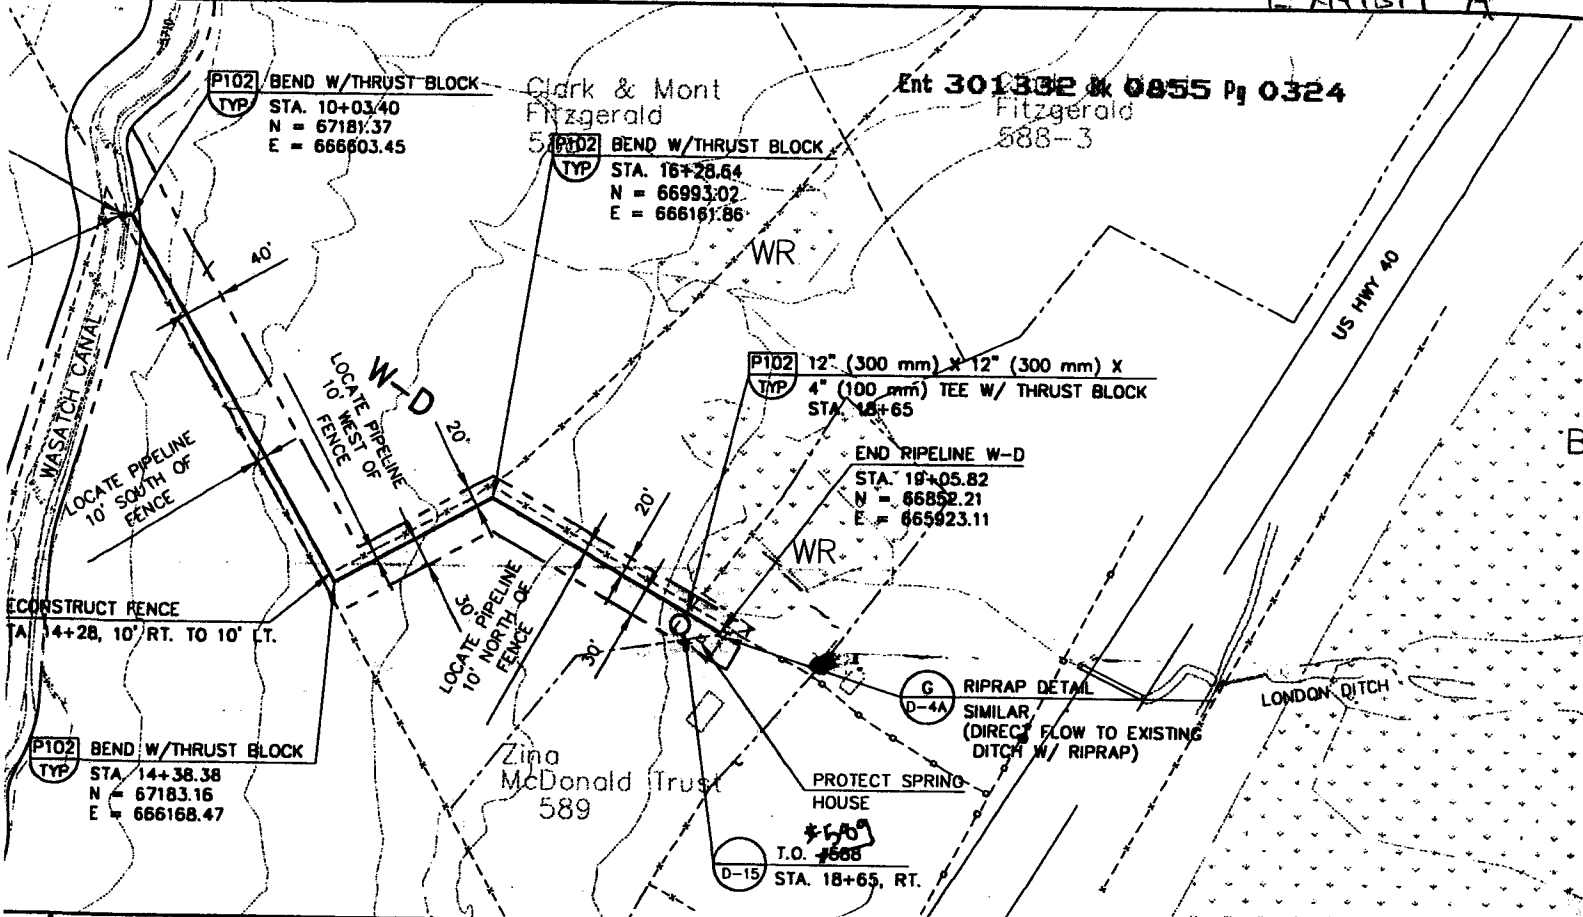 EXHIBIT A
Ent 301332 Bk 0855 Pg 0324
P102
TYP
BEND W/THRUST BLOCK
STA. 10+03.40
N = 67181.37
E = 666603.45
Clark & Mont
Fitzgerald
P102
TYP
BEND W/THRUST BLOCK
STA. 16+28.64
N = 66993.02
E = 666161.86
Fitzgerald
588-3
WR
US HWY 40
40'
WASATCH CANAL
W-D
LOCATE PIPELINE
10' WEST OF
FENCE
20'
P102
TYP
12" (300 mm) X 12" (300 mm) X
4" (100 mm) TEE W/ THRUST BLOCK
STA. 18+65
END PIPELINE W-D
STA. 19+05.82
N = 66852.21
E = 665923.11
B
LOCATE PIPELINE
10' SOUTH OF
FENCE
20'
WR
30'
LOCATE PIPELINE
10' NORTH OF
FENCE
30'
ECONSTRUCT FENCE
TA. 14+28, 10' RT. TO 10' LT.
G
D-4A
RIPRAP DETAIL
SIMILAR
(DIRECT FLOW TO EXISTING
DITCH W/ RIPRAP)
LONDON DITCH
P102
TYP
BEND W/THRUST BLOCK
STA. 14+38.38
N = 67183.16
E = 666168.47
Zina
McDonald Trust
589
PROTECT SPRING
HOUSE
#589
D-15
T.O. #588
STA. 18+65, RT.